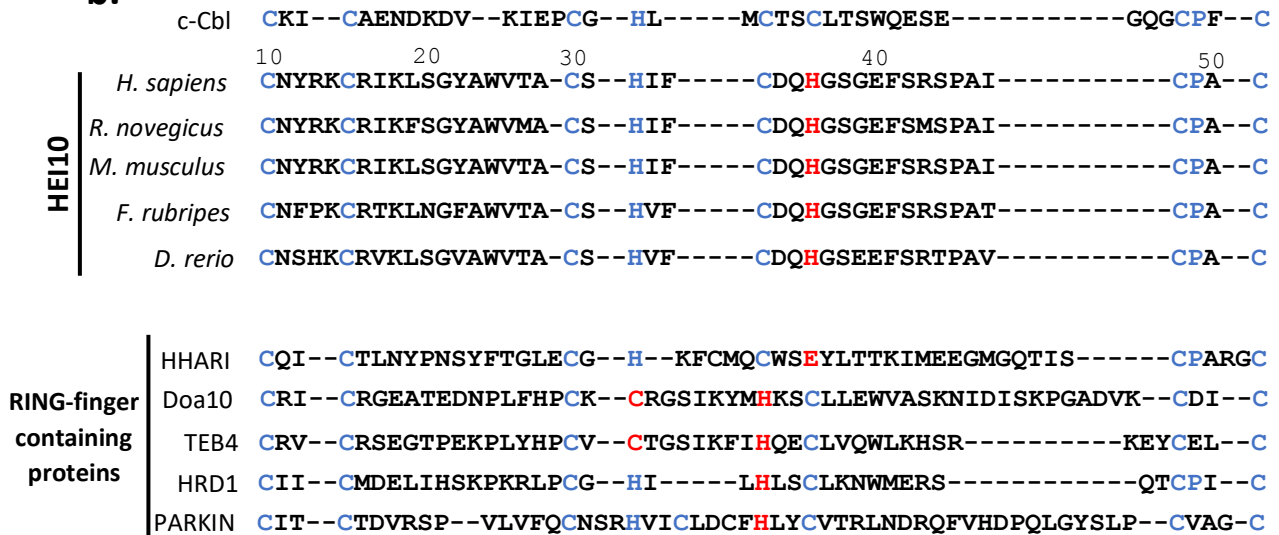 b.
c-Cbl CKI--CAENDKDV--KIEPCG--HL-----MCTSCLTSWQESE-----------GQGCPF--C
10 20 30 40 50
HEI10
H. sapiens CNYRKCRIKLSGYAWVTA-CS--HIF-----CDQHGSGEFSRSPAI-----------CPA--C
R. novegicus CNYRKCRIKFSGYAWVMA-CS--HIF-----CDQHGSGEFSMSPAI-----------CPA--C
M. musculus CNYRKCRIKLSGYAWVTA-CS--HIF-----CDQHGSGEFSRSPAI-----------CPA--C
F. rubripes CNFPKCRTKLNGFAWVTA-CS--HVF-----CDQHGSGEFSRSPAT-----------CPA--C
D. rerio CNSHKCRVKLSGVAWVTA-CS--HVF-----CDQHGSEEFSRTPAV-----------CPA--C
RING-finger
containing
proteins
HHARI CQI--CTLNYPNSYFTGLECG--H--KFCMQCWSEYLTTKIMEEGMGQTIS------CPARGC
Doa10 CRI--CRGEATEDNPLFHPCK--CRGSIKYMHKSCLLEWVASKNIDISKPGADVK--CDI--C
TEB4 CRV--CRSEGTPEKPLYHPCV--CTGSIKFIHQECLVQWLKHSR----------KEYCEL--C
HRD1 CII--CMDELIHSKPKRLPCG--HI-----LHLSCLKNWMERS------------QTCPI--C
PARKIN CIT--CTDVRSP--VLVFQCNSRHVICLDCFHLYCVTRLNDRQFVHDPQLGYSLP--CVAG-C